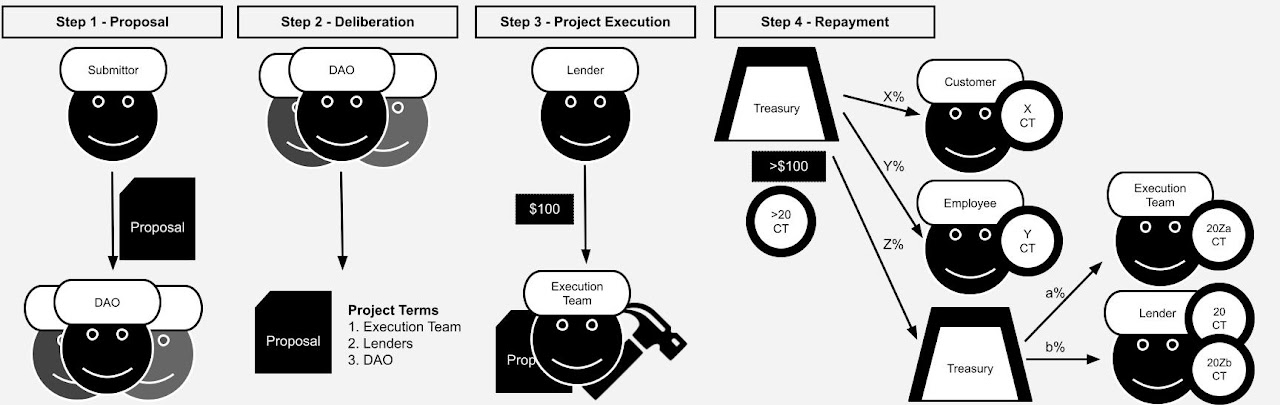 Step 1 - Proposal
Submittor
Proposal
DAO
Step 2 - Deliberation
DAO
Proposal
Project Terms
1. Execution Team
2. Lenders
3. DAO
Step 3 - Project Execution
Lender
$100
Execution
Team
Prop
Step 4 - Repayment
Treasury
>$100
>20
CT
X%
Y%
Z%
Customer
X
CT
Employee
Y
CT
Treasury
a%
b%
Execution
Team
20Za
CT
Lender
20
CT
20Zb
CT